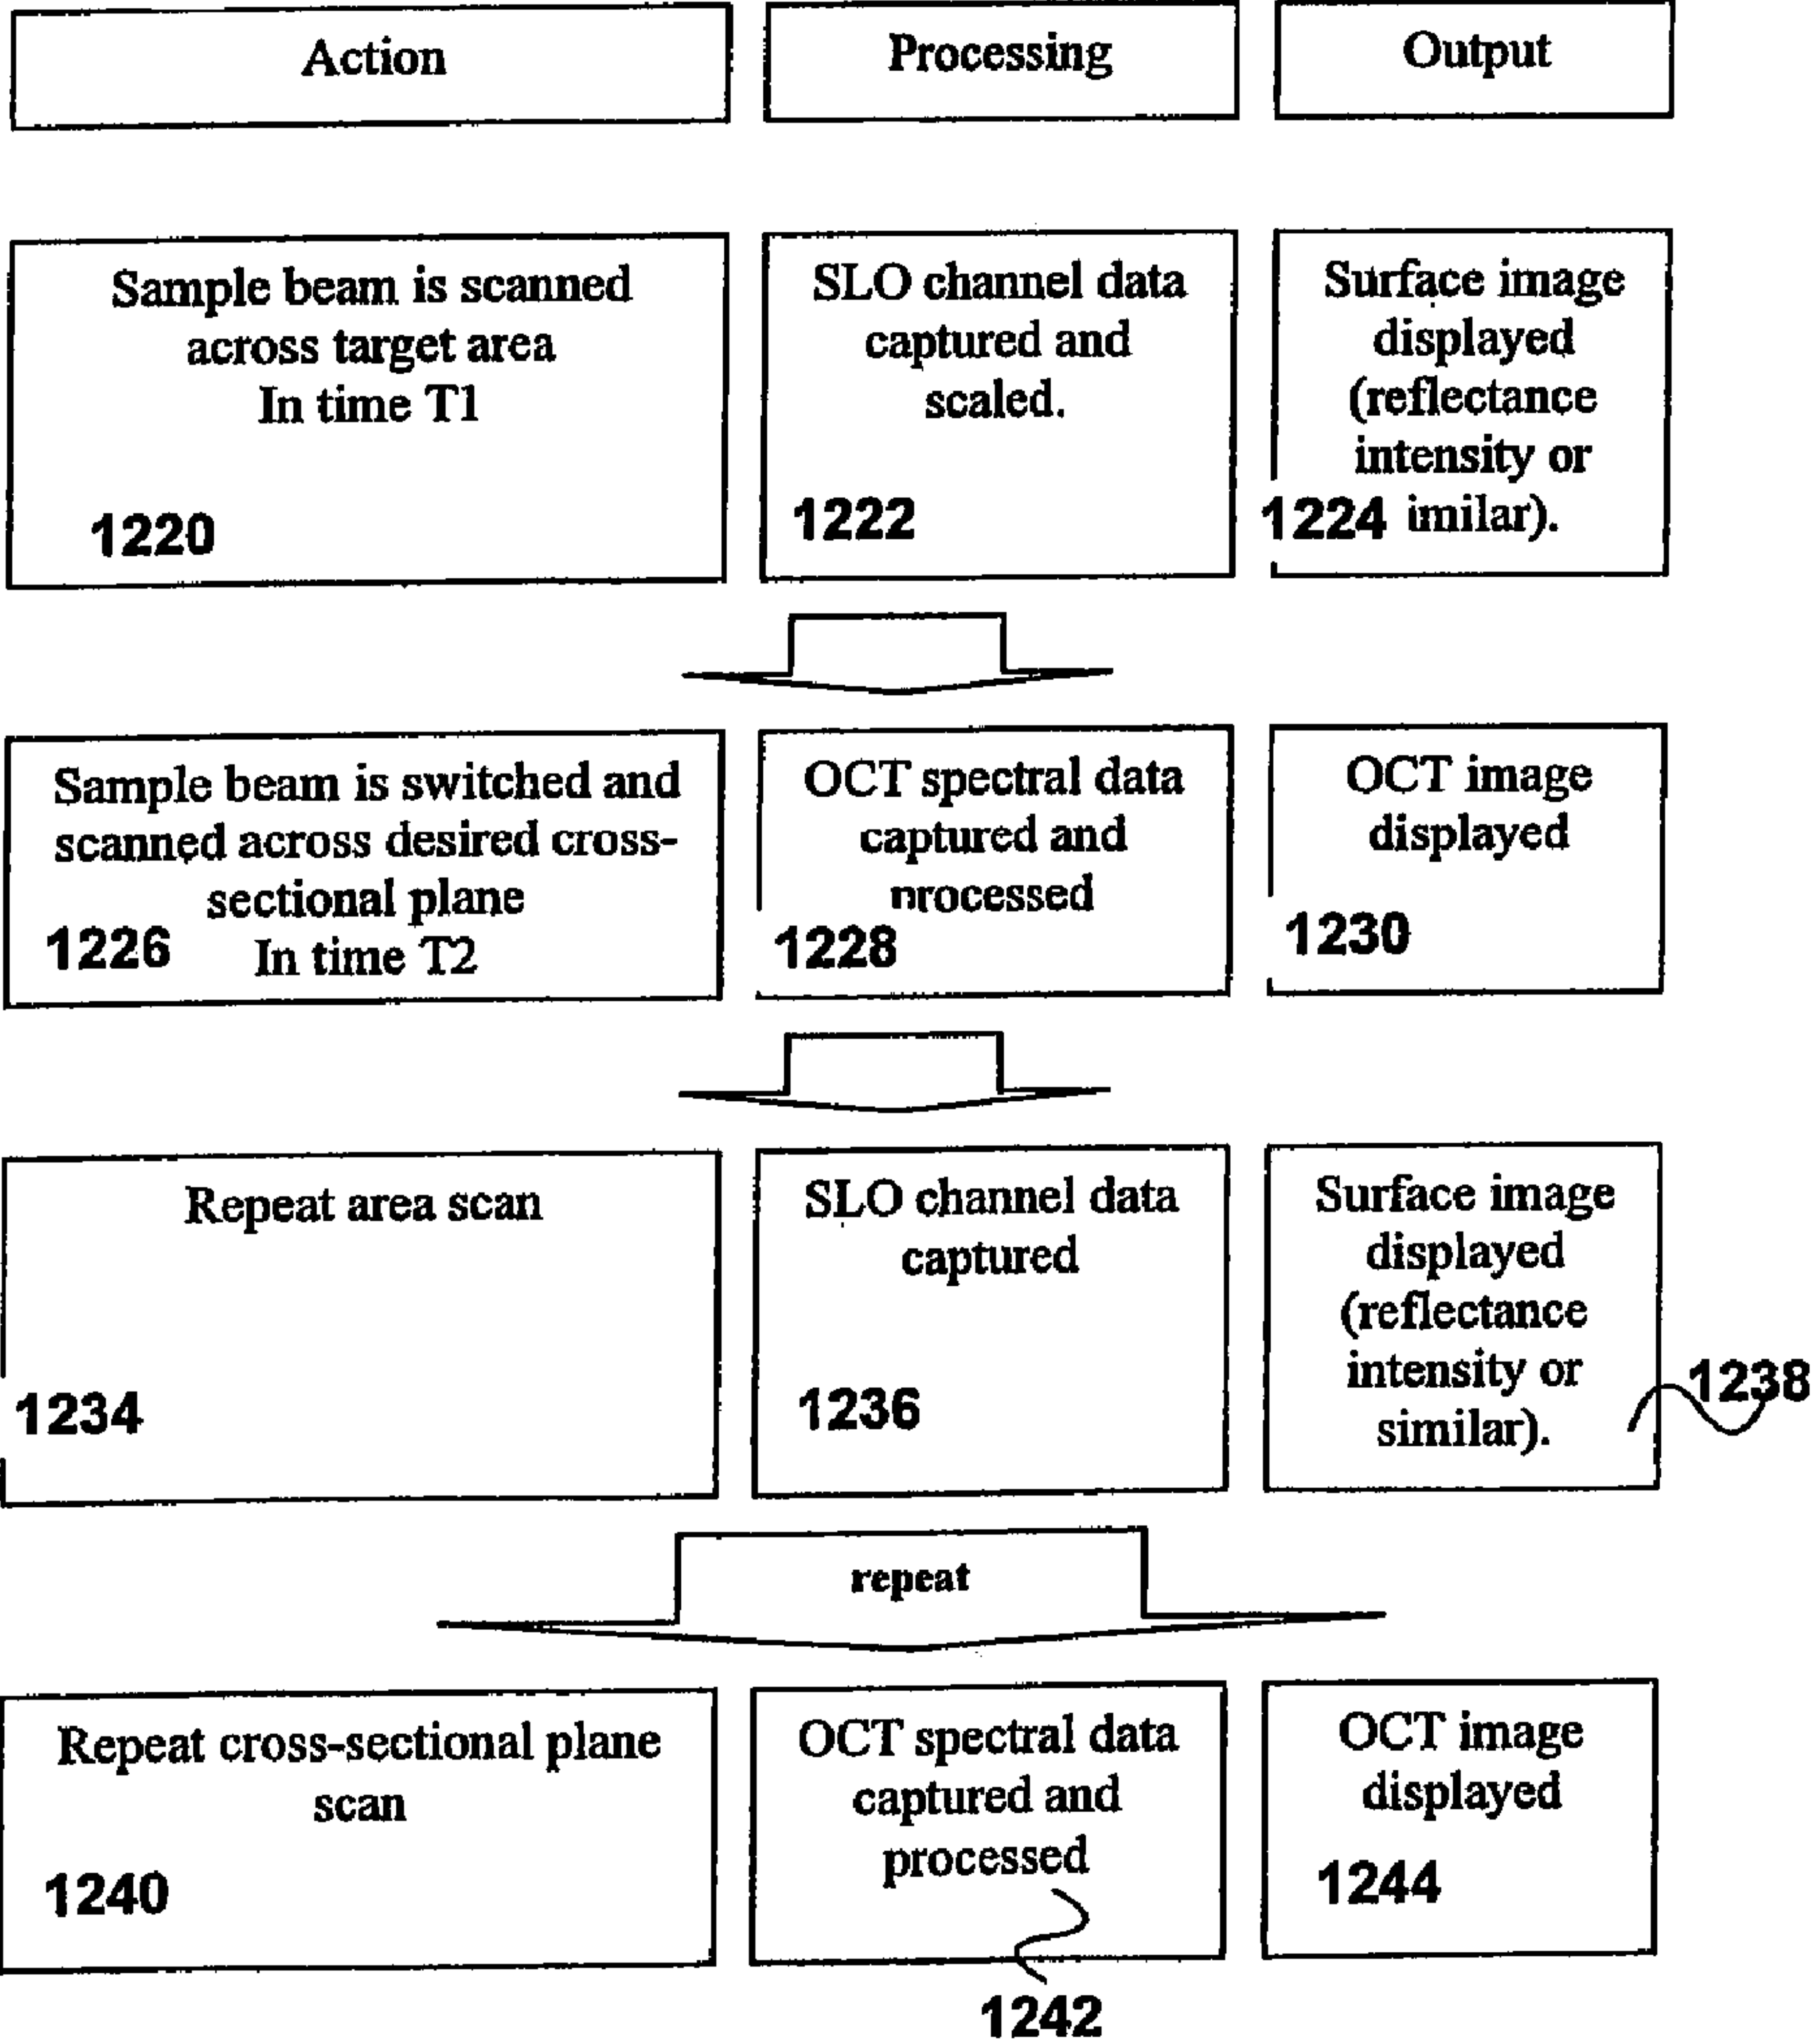 Action
Processing
Output
Sample beam is scanned
across target area
In time T1
1220
SLO channel data
captured and
scaled.
1222
Surface image
displayed
(reflectance
intensity or
1224 imilar).
Sample beam is switched and
scanned across desired cross-
sectional plane
1226 In time T2
OCT spectral data
captured and
processed
1228
OCT image
displayed
1230
Repeat area scan
1234
SLO channel data
captured
1236
Surface image
displayed
(reflectance
intensity or
similar).
1238
repeat
Repeat cross-sectional plane
scan
1240
OCT spectral data
captured and
processed
1242
OCT image
displayed
1244